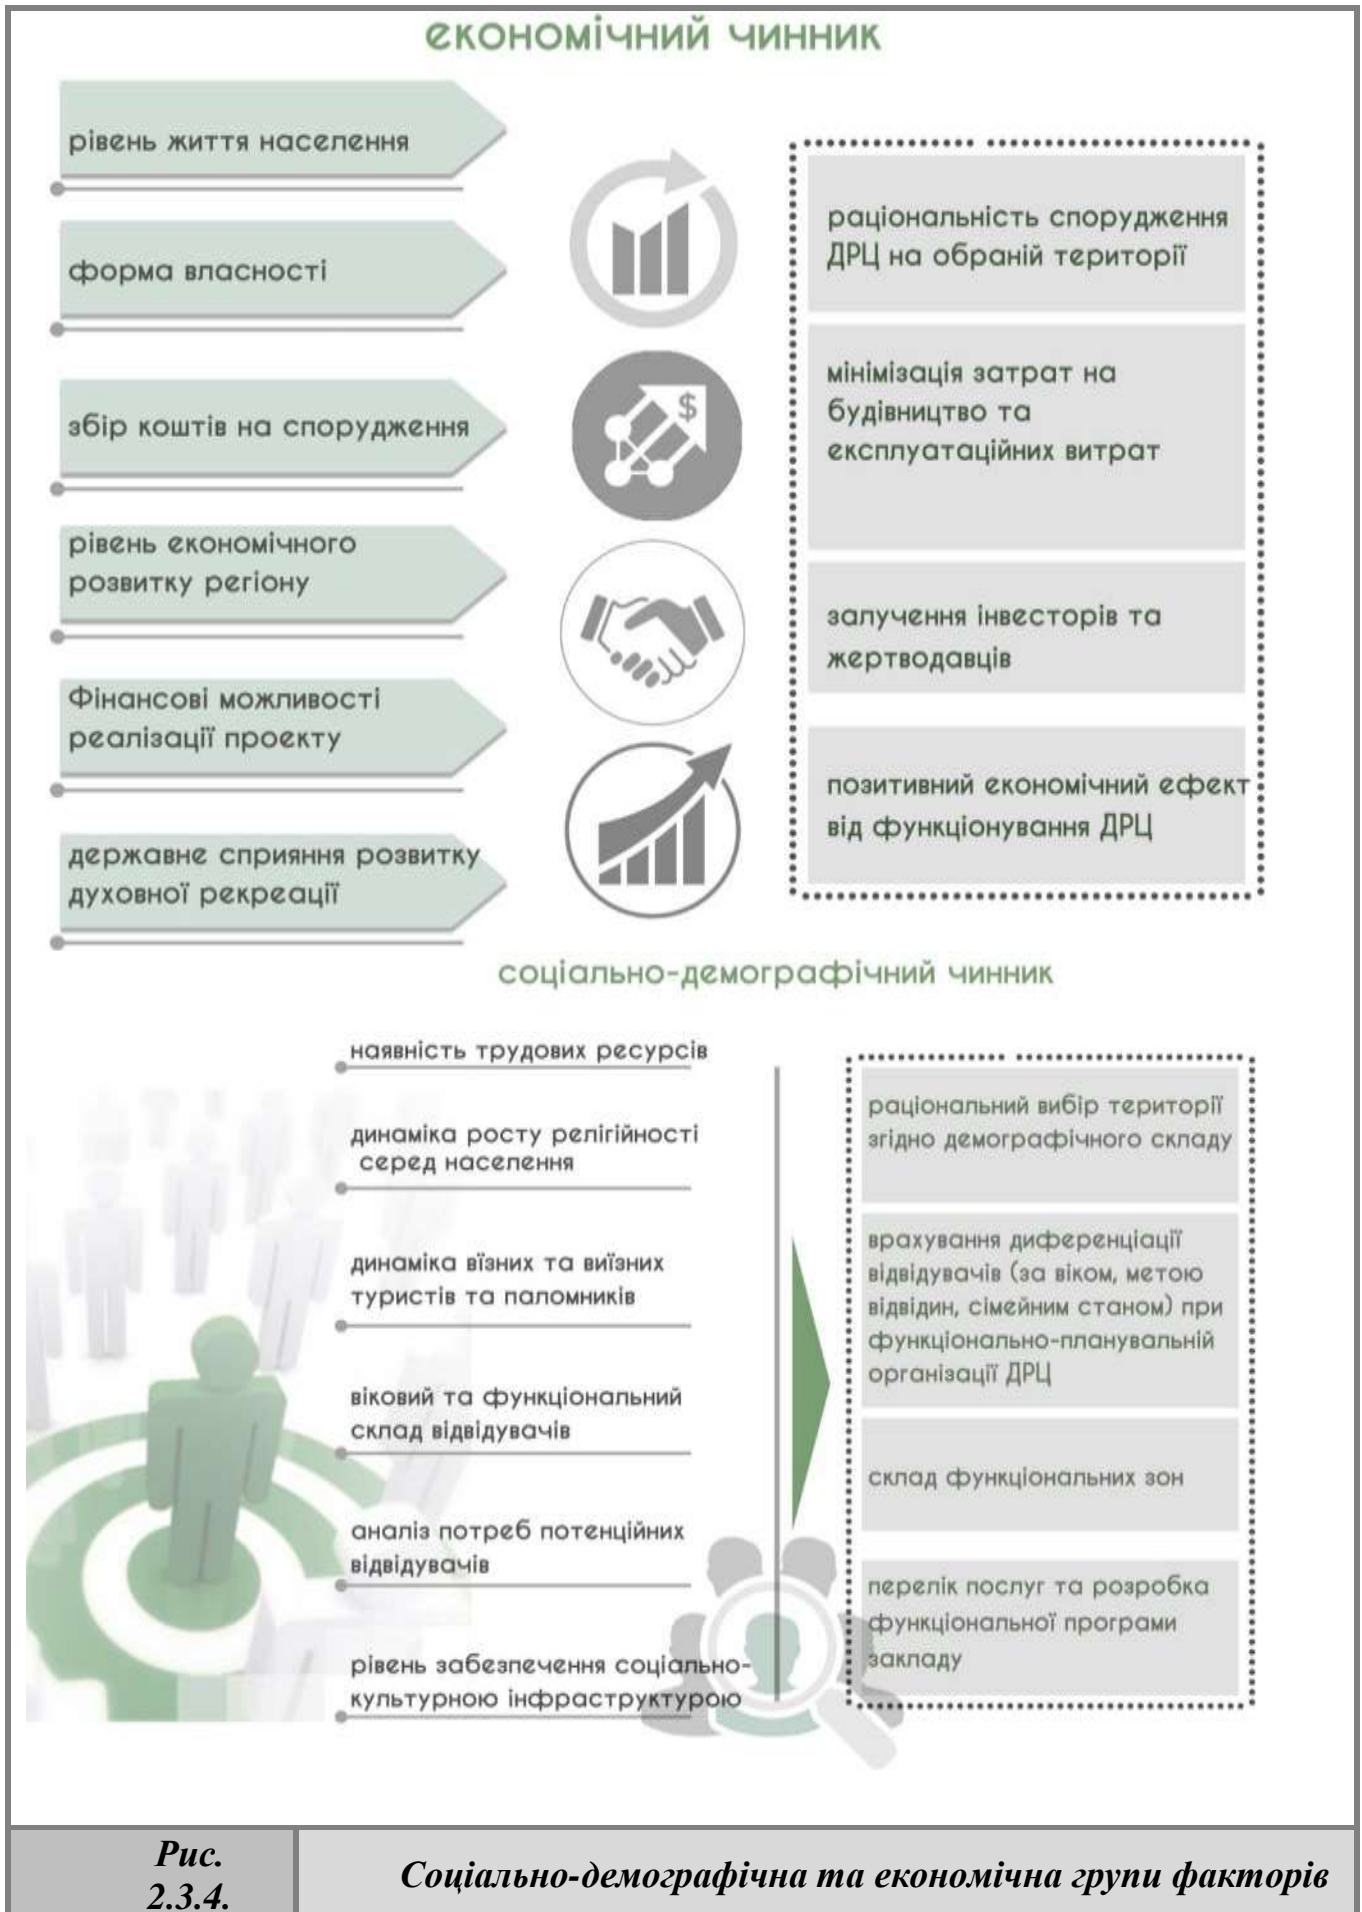 економічний чинник
рівень життя населення
форма власності
збір коштів на спорудження
рівень економічного
розвитку регіону
Фінансові можливості
реалізації проекту
державне сприяння розвитку
духовної рекреації
$
раціональність спорудження
ДРЦ на обраній території
мінімізація затрат на
будівництво та
експлуатаційних витрат
залучення інвесторів та
жертводавців
позитивний економічний ефект
від функціонування ДРЦ
соціально-демографічний чинник
наявність трудових ресурсів
динаміка росту релігійності
серед населення
динаміка вїзних та виїзних
туристів та паломників
віковий та функціональний
склад відвідувачів
аналіз потреб потенційних
відвідувачів
рівень забезпечення соціально-
культурною інфраструктурою
раціональний вибір території
згідно демографічного складу
врахування диференціації
відвідувачів (за віком, метою
відвідин, сімейним станом) при
функціонально-планувальній
організації ДРЦ
склад функціональних зон
перелік послуг та розробка
функціональної програми
закладу
Рис.
2.3.4.
Соціально-демографічна та економічна групи факторів